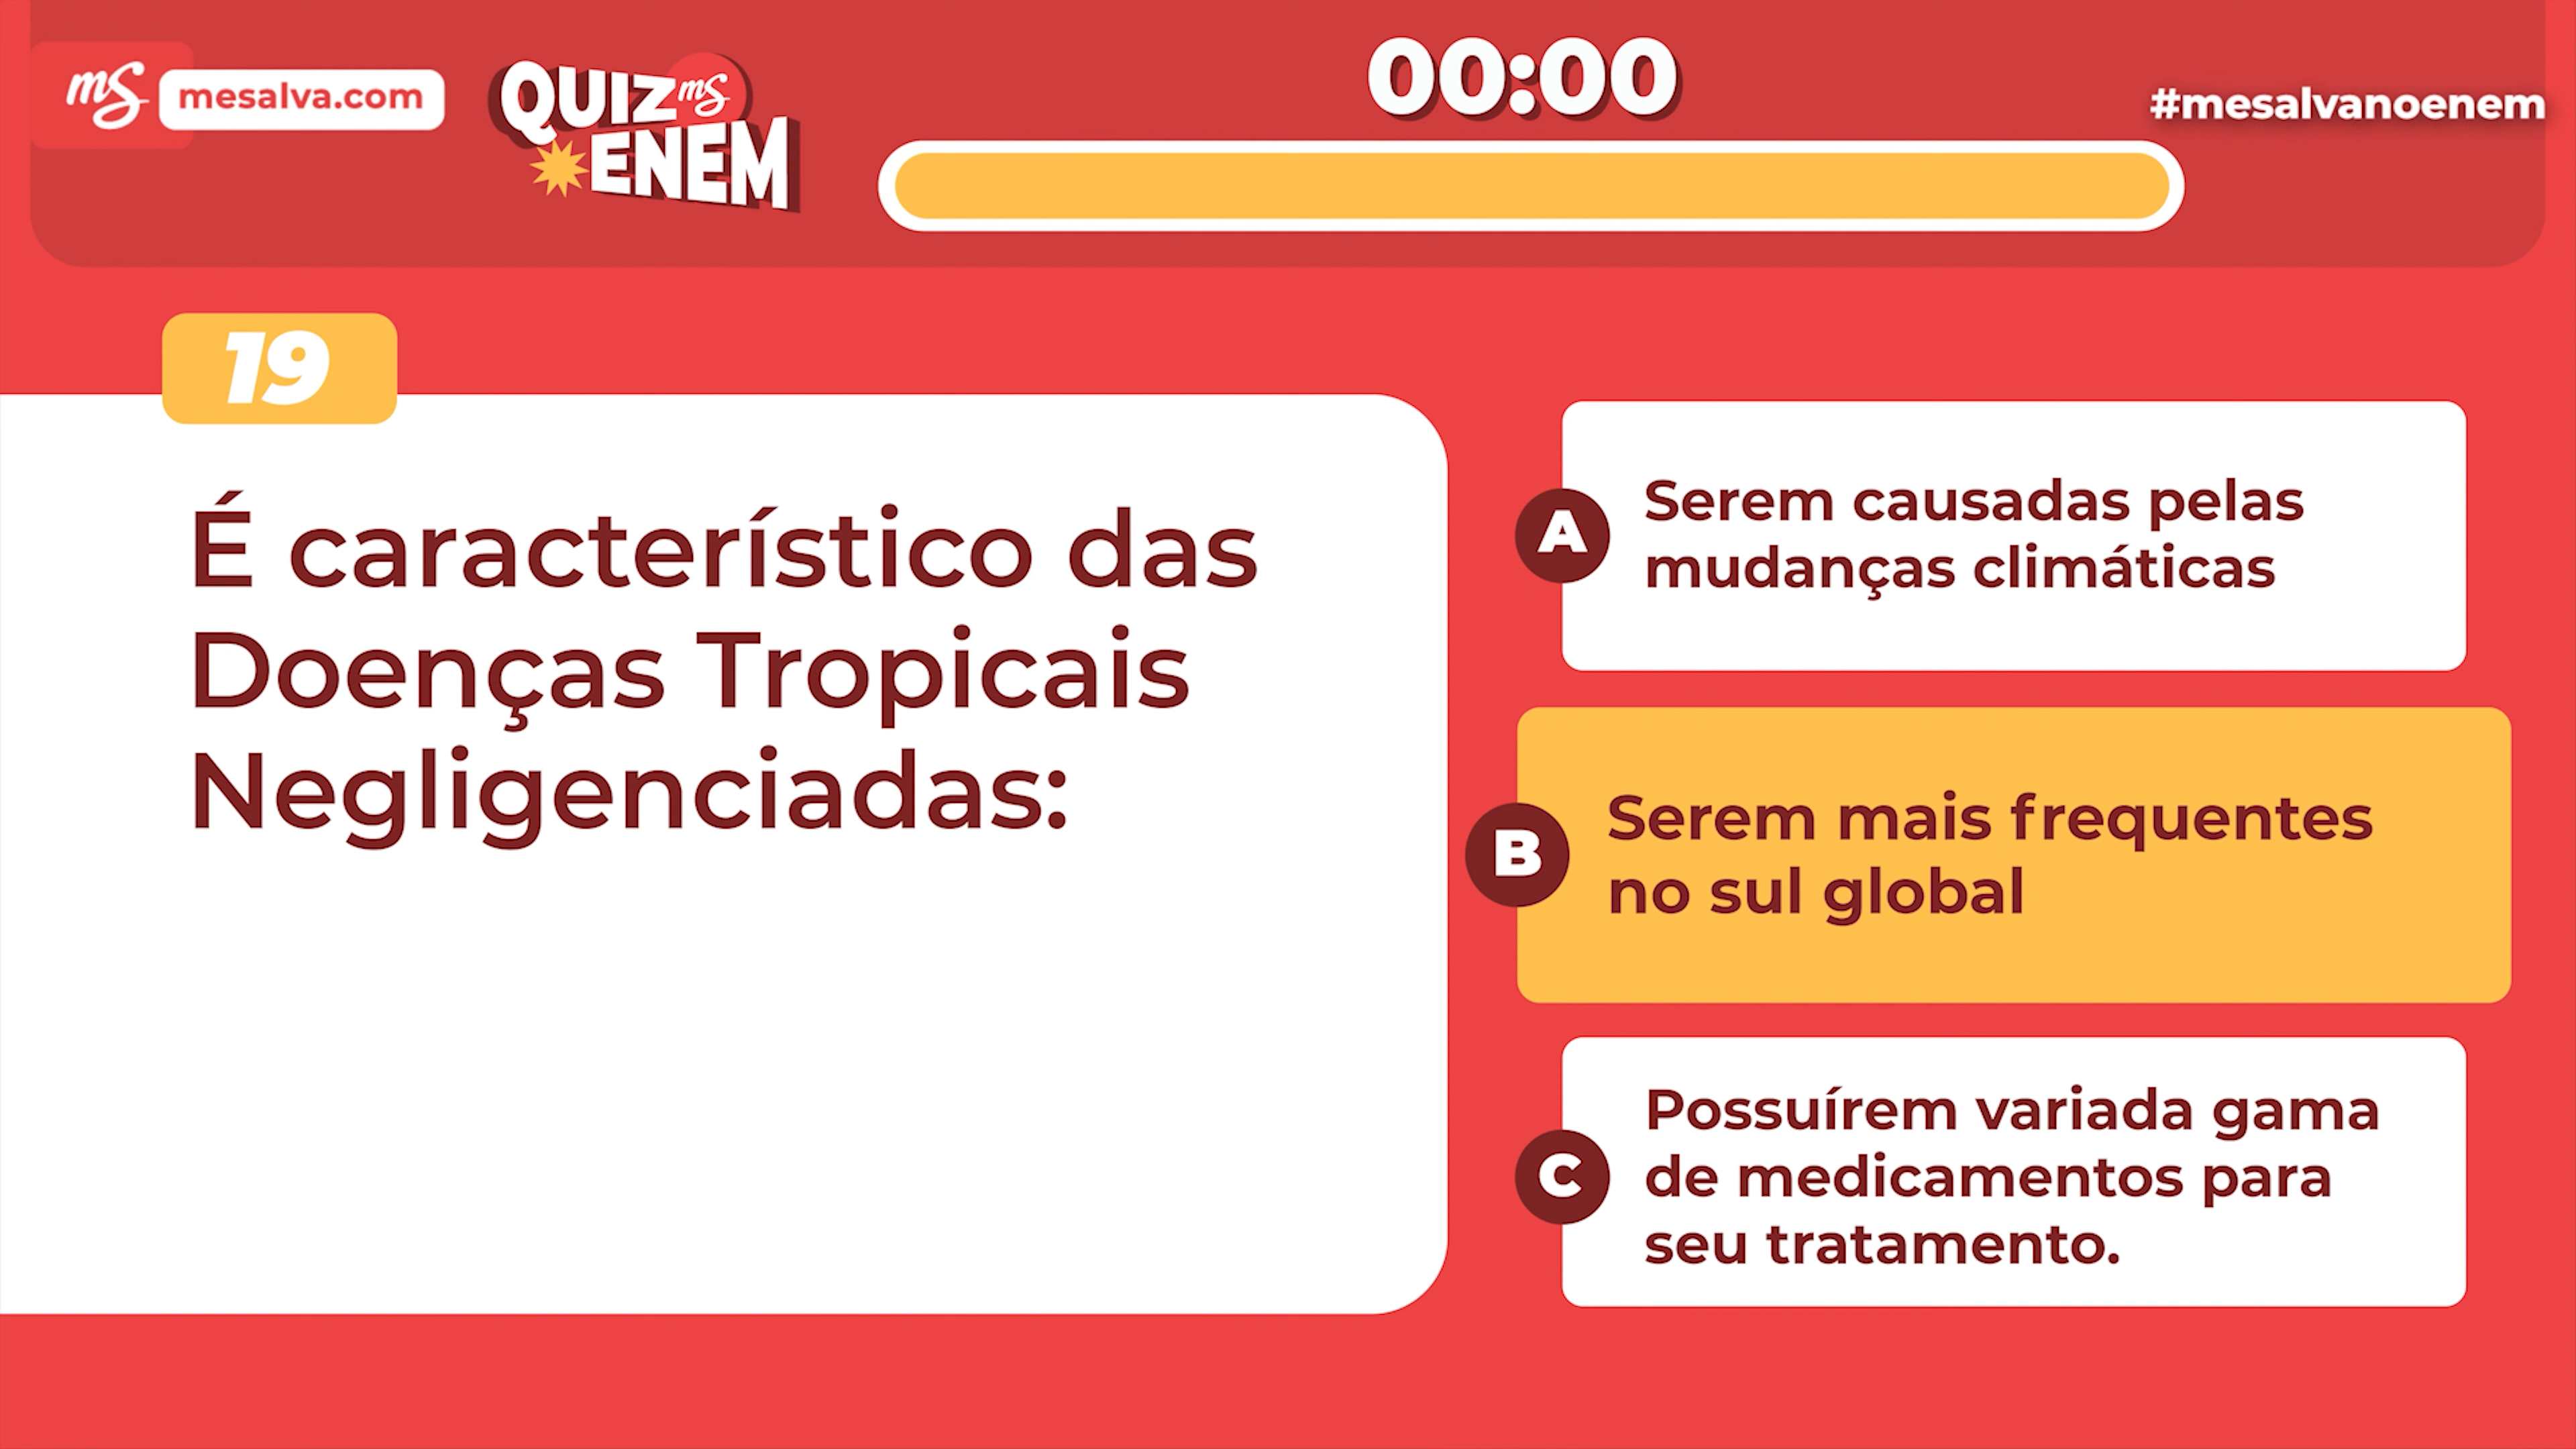 mS mesalva.com
QUIZ mS
ENEM
00:00
#mesalvanoenem
19
É característico das
Doenças Tropicais
Negligenciadas:
A
Serem causadas pelas
mudanças climáticas
B
Serem mais frequentes
no sul global
C
Possuírem variada gama
de medicamentos para
seu tratamento.